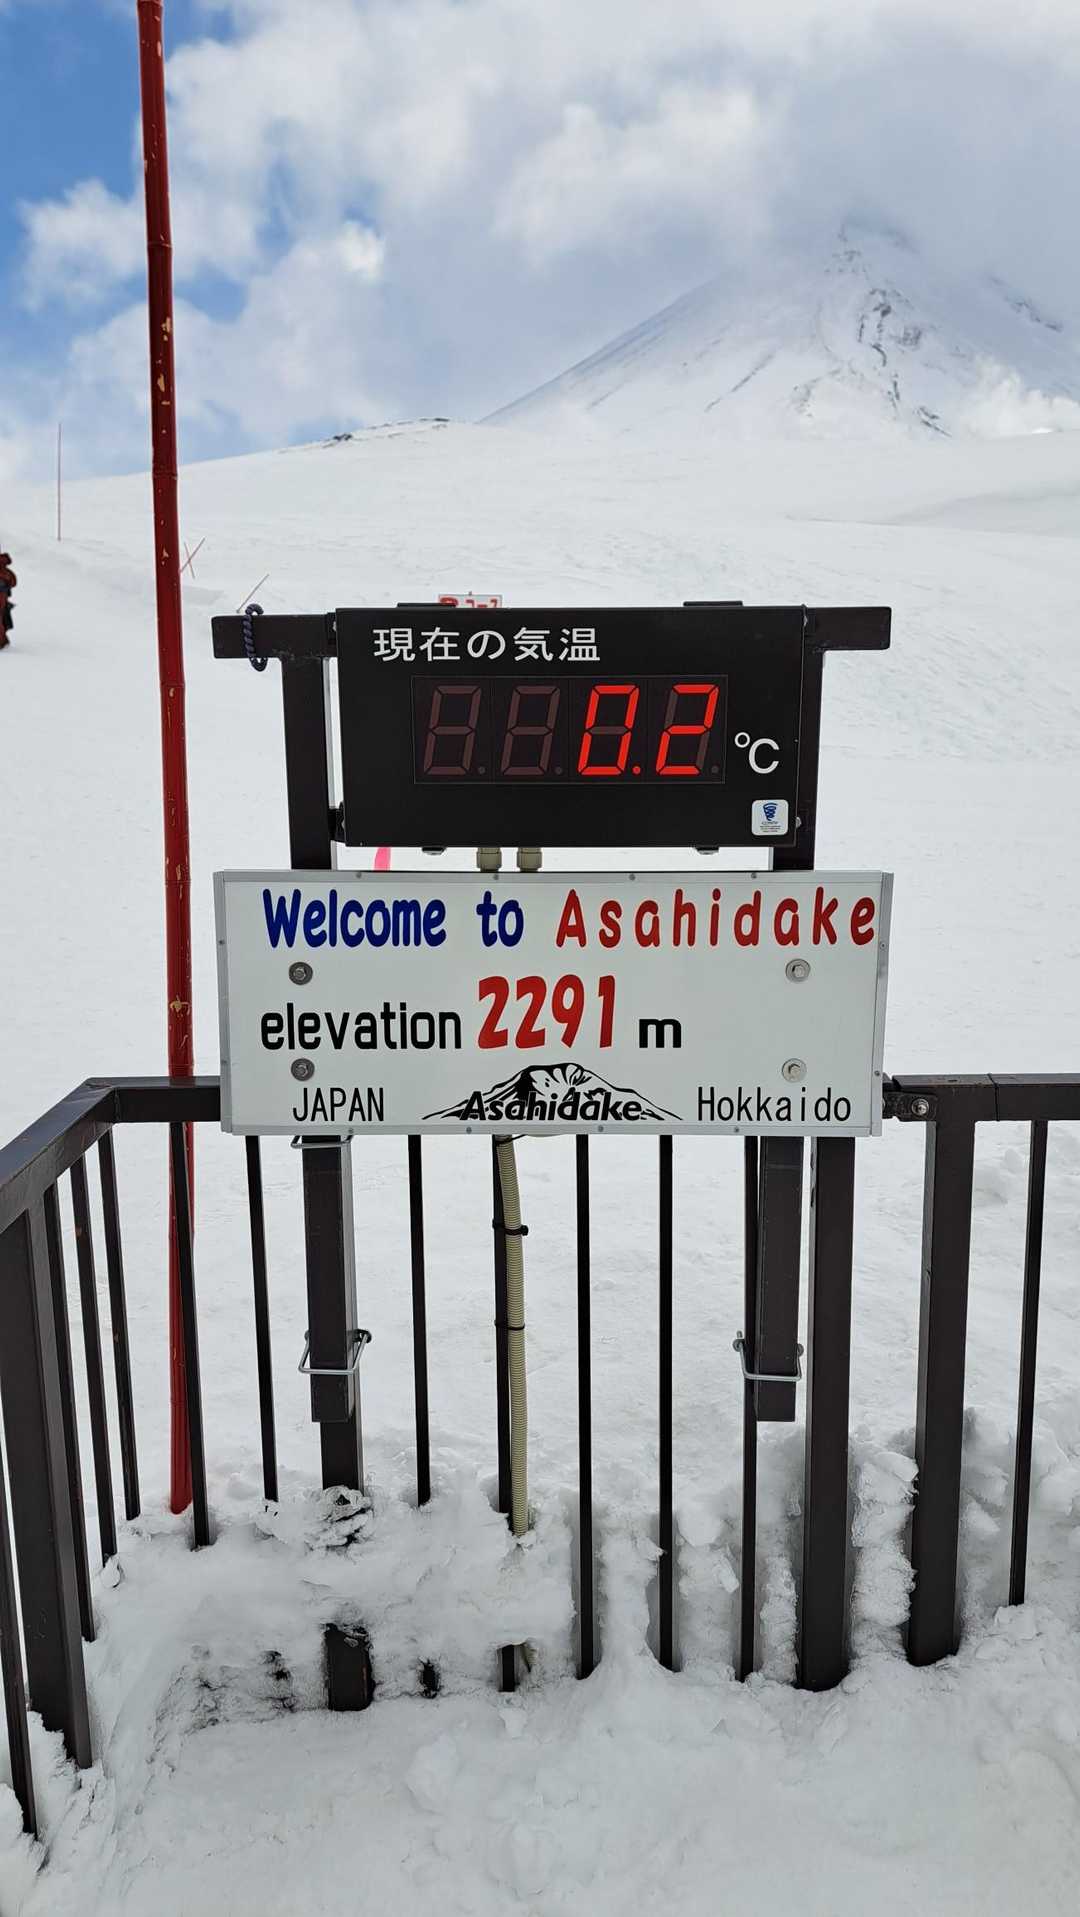 現在の気温
0.2 ℃
Welcome to Asahidake
elevation 2291 m
JAPAN Asahidake Hokkaido